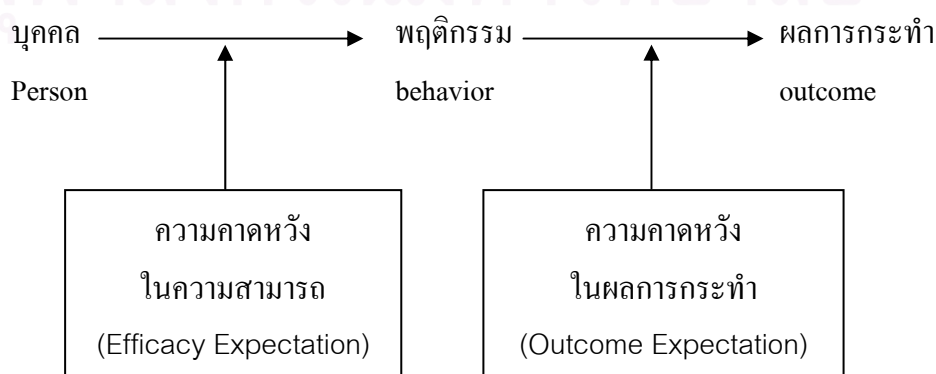 บุคคล พฤติกรรม ผลการกระทำ
Person behavior outcome
ความคาดหวัง ความคาดหวัง
ในความสามารถ ในผลการกระทำ
(Efficacy Expectation) (Outcome Expectation)